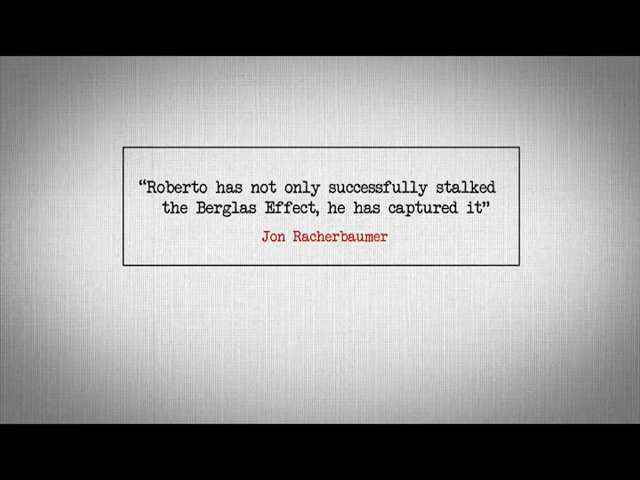 “Roberto has not only successfully stalked
the Berglas Effect, he has captured it”
Jon Racherbaumer